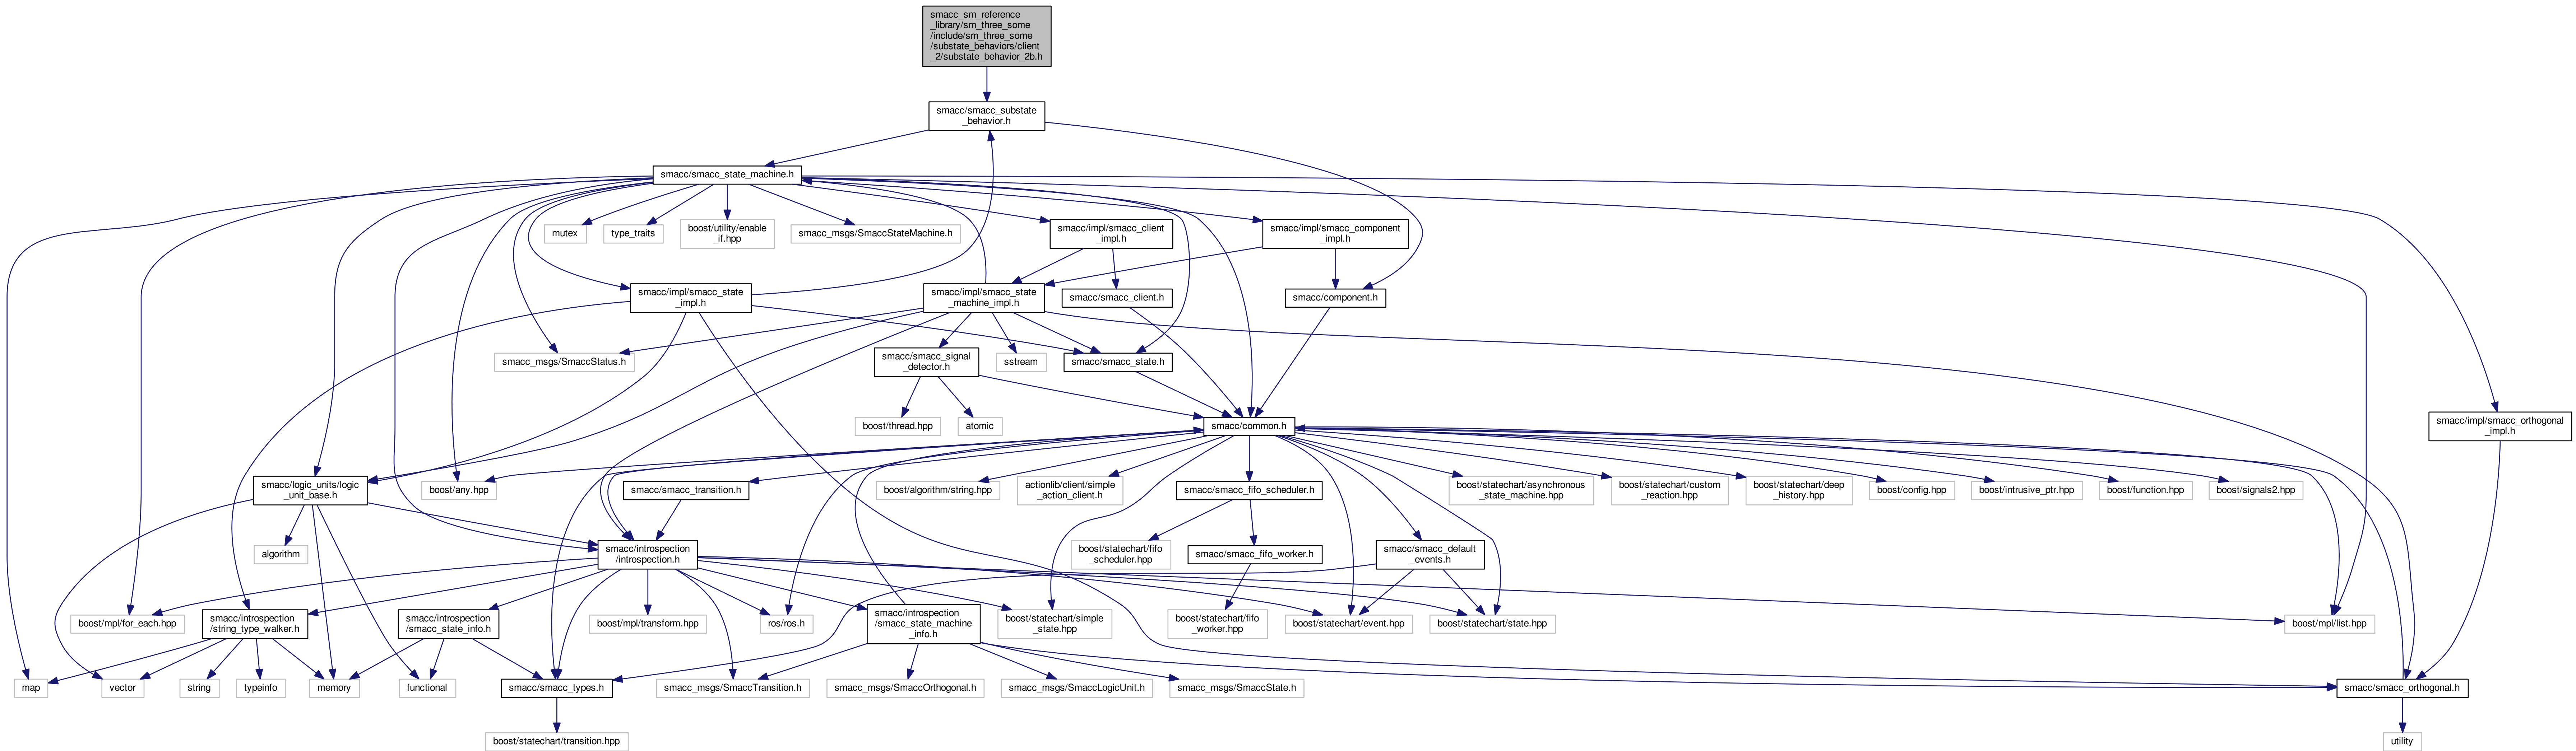 smacc_sm_reference
_library/sm_three_some
/include/sm_three_some
/substate_behaviors/client
_2/substate_behavior_2b.h
smacc/smacc_substate
_behavior.h
smacc/smacc_state_machine.h
mutex
type_traits
boost/utility/enable
_if.hpp
smacc_msgs/SmaccStateMachine.h
smacc/impl/smacc_client
_impl.h
smacc/impl/smacc_component
_impl.h
smacc/impl/smacc_state
_impl.h
smacc/impl/smacc_state
_machine_impl.h
smacc/smacc_client.h
smacc/component.h
smacc_msgs/SmaccStatus.h
smacc/smacc_signal
_detector.h
sstream
smacc/smacc_state.h
boost/thread.hpp
atomic
smacc/common.h
smacc/impl/smacc_orthogonal
_impl.h
smacc/logic_units/logic
_unit_base.h
boost/any.hpp
smacc/smacc_transition.h
boost/algorithm/string.hpp
actionlib/client/simple
_action_client.h
smacc/smacc_fifo_scheduler.h
boost/statechart/asynchronous
_state_machine.hpp
boost/statechart/custom
_reaction.hpp
boost/statechart/deep
_history.hpp
boost/config.hpp
boost/intrusive_ptr.hpp
boost/function.hpp
boost/signals2.hpp
algorithm
smacc/introspection
/introspection.h
boost/statechart/fifo
_scheduler.hpp
smacc/smacc_fifo_worker.h
smacc/smacc_default
_events.h
boost/mpl/for_each.hpp
smacc/introspection
/string_type_walker.h
smacc/introspection
/smacc_state_info.h
boost/mpl/transform.hpp
ros/ros.h
smacc/introspection
/smacc_state_machine
_info.h
boost/statechart/simple
_state.hpp
boost/statechart/fifo
_worker.hpp
boost/statechart/event.hpp
boost/statechart/state.hpp
boost/mpl/list.hpp
map
vector
string
typeinfo
memory
functional
smacc/smacc_types.h
smacc_msgs/SmaccTransition.h
smacc_msgs/SmaccOrthogonal.h
smacc_msgs/SmaccLogicUnit.h
smacc_msgs/SmaccState.h
smacc/smacc_orthogonal.h
boost/statechart/transition.hpp
utility